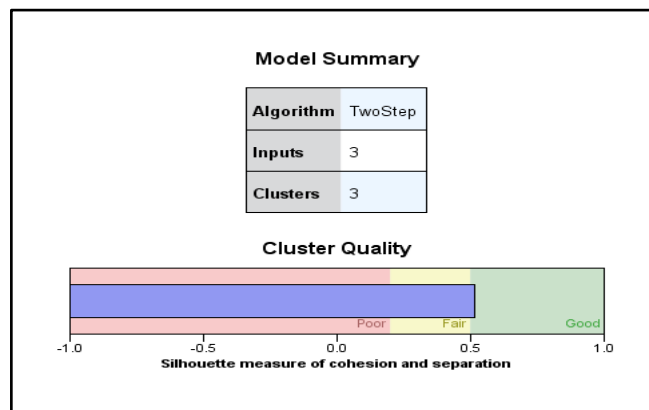 Model Summary
Algorithm TwoStep
Inputs 3
Clusters 3
Cluster Quality
Poor Fair Good
-1.0 -0.5 0.0 0.5 1.0
Silhouette measure of cohesion and separation